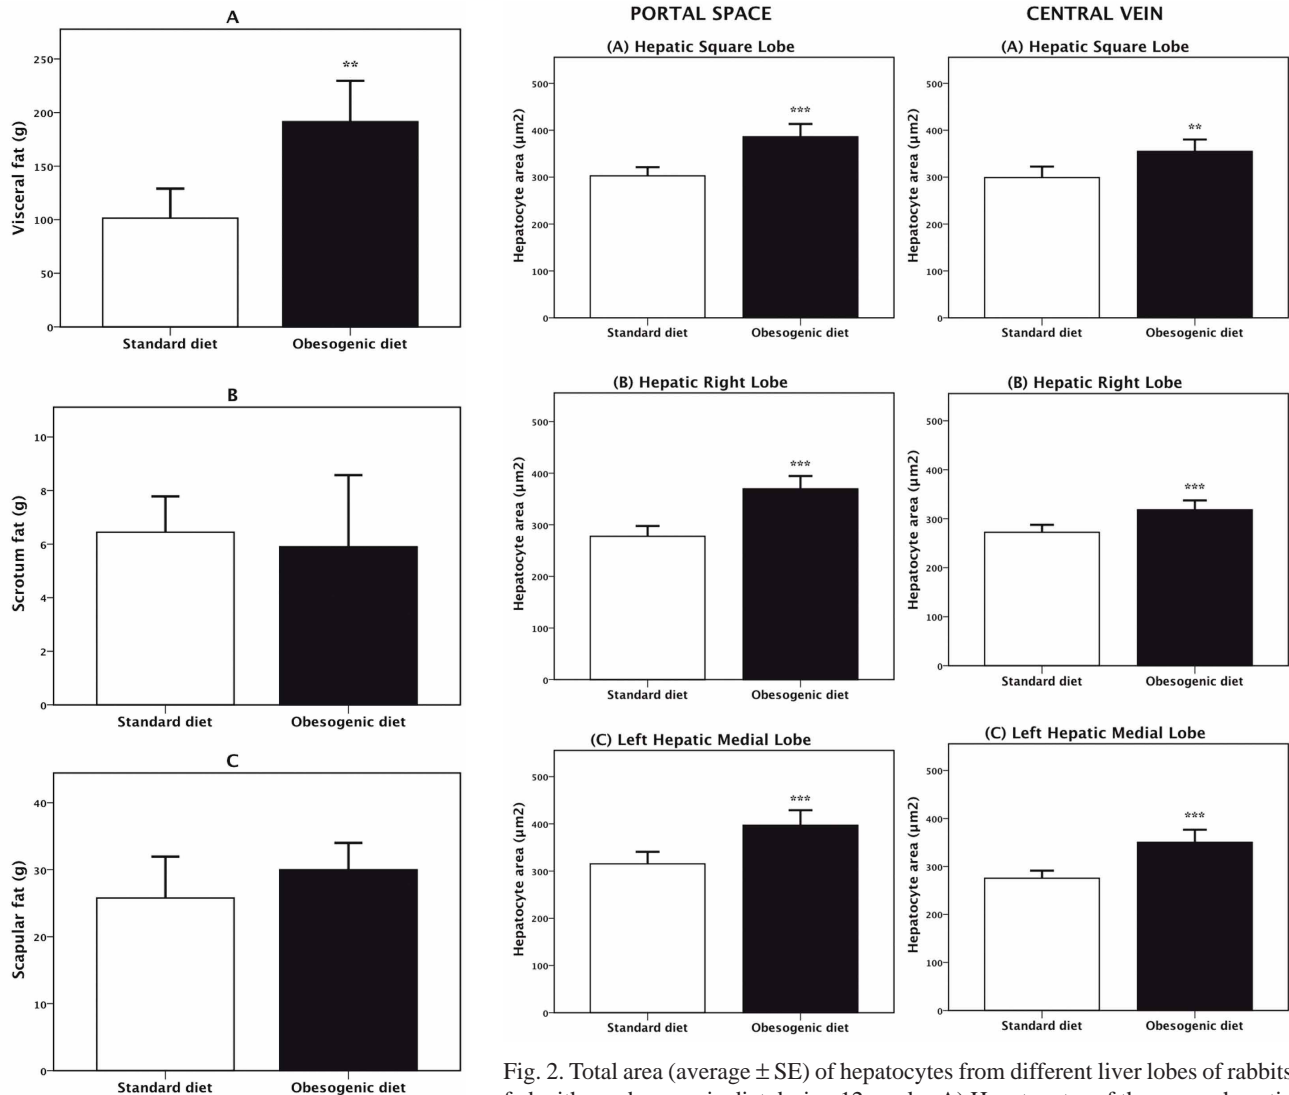 A
Visceral fat (g)
250
200
150
100
50
0
**
Standard diet Obesogenic diet
B
Scrotum fat (g)
10
8
6
4
2
0
Standard diet Obesogenic diet
C
Scapular fat (g)
40
30
20
10
0
Standard diet Obesogenic diet
PORTAL SPACE
(A) Hepatic Square Lobe
Hepatocyte area (µm2)
500
400
300
200
100
0
***
Standard diet Obesogenic diet
(B) Hepatic Right Lobe
Hepatocyte area (µm2)
500
400
300
200
100
0
***
Standard diet Obesogenic diet
(C) Left Hepatic Medial Lobe
Hepatocyte area (µm2)
500
400
300
200
100
0
***
Standard diet Obesogenic diet
CENTRAL VEIN
(A) Hepatic Square Lobe
Hepatocyte area (µm2)
500
400
300
200
100
0
**
Standard diet Obesogenic diet
(B) Hepatic Right Lobe
Hepatocyte area (µm2)
500
400
300
200
100
0
***
Standard diet Obesogenic diet
(C) Left Hepatic Medial Lobe
Hepatocyte area (µm2)
500
400
300
200
100
0
***
Standard diet Obesogenic diet
Fig. 2. Total area (average ± SE) of hepatocytes from different liver lobes of rabbits